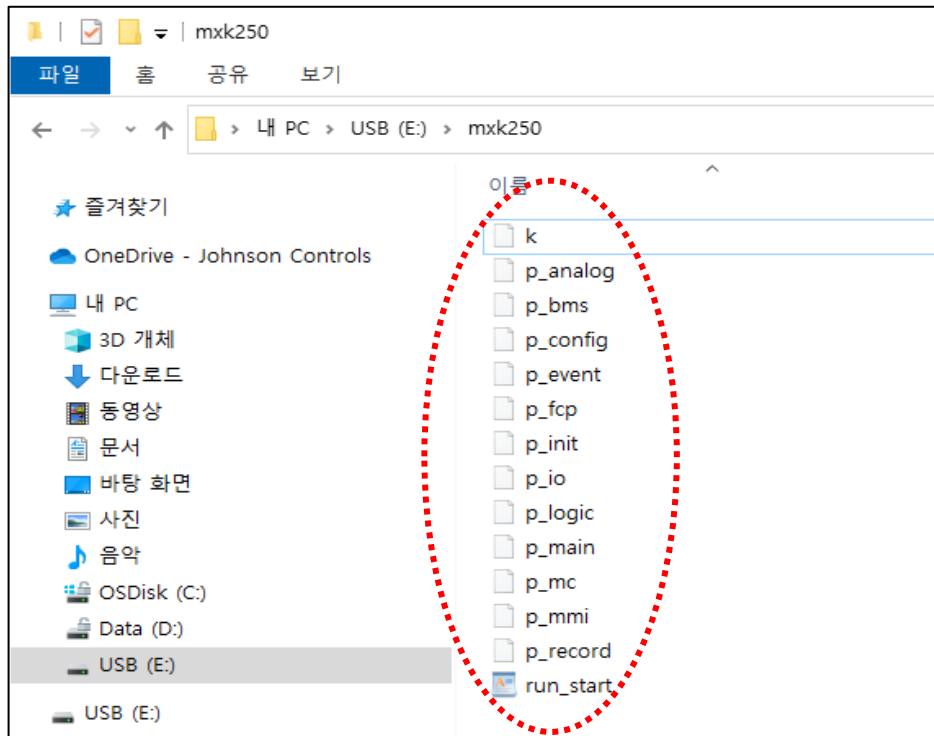 mxk250
파일 홈 공유 보기
내 PC > USB (E:) > mxk250
즐겨찾기
OneDrive - Johnson Controls
내 PC
3D 개체
다운로드
동영상
문서
바탕 화면
사진
음악
OSDisk (C:)
Data (D:)
USB (E:)
USB (E:)
이름
k
p_analog
p_bms
p_config
p_event
p_fcp
p_init
p_io
p_logic
p_main
p_mc
p_mmi
p_record
run_start